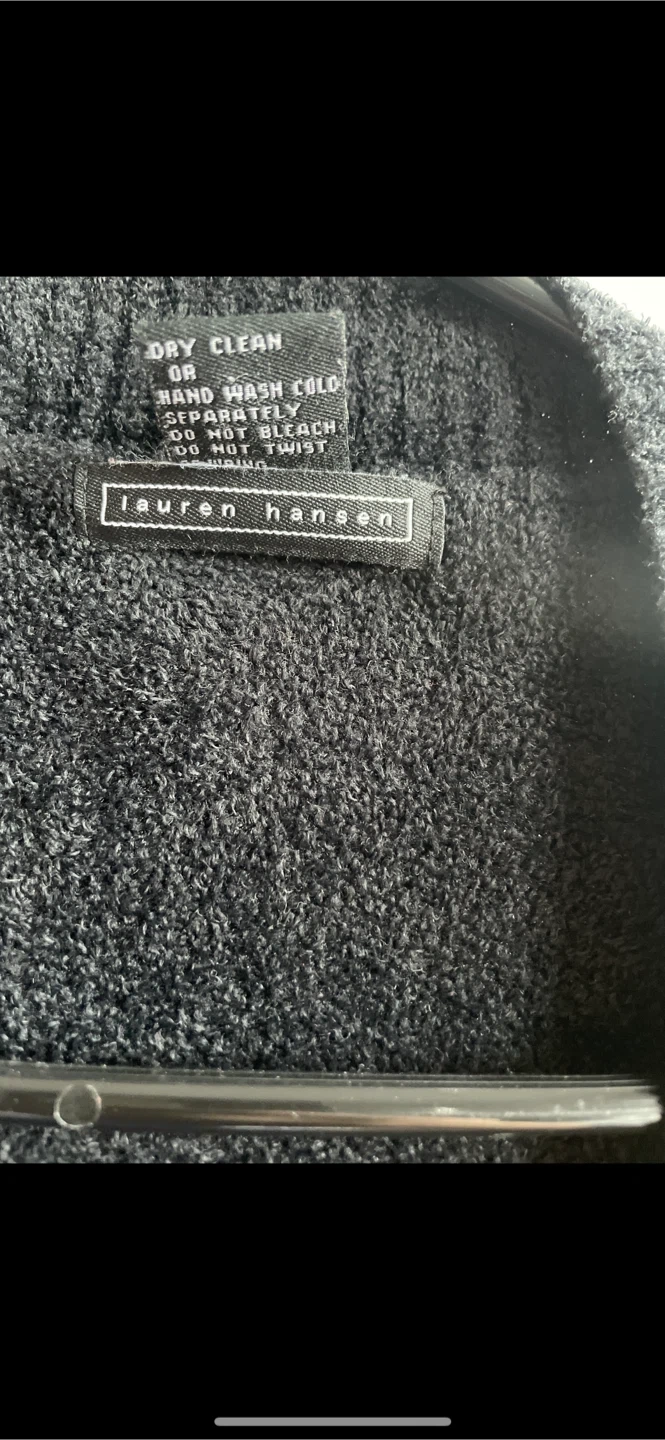 DRY CLEAN
OR
HAND WASH COLD
SEPARATELY
DO NOT BLEACH
DO NOT TWIST
lauren hansen